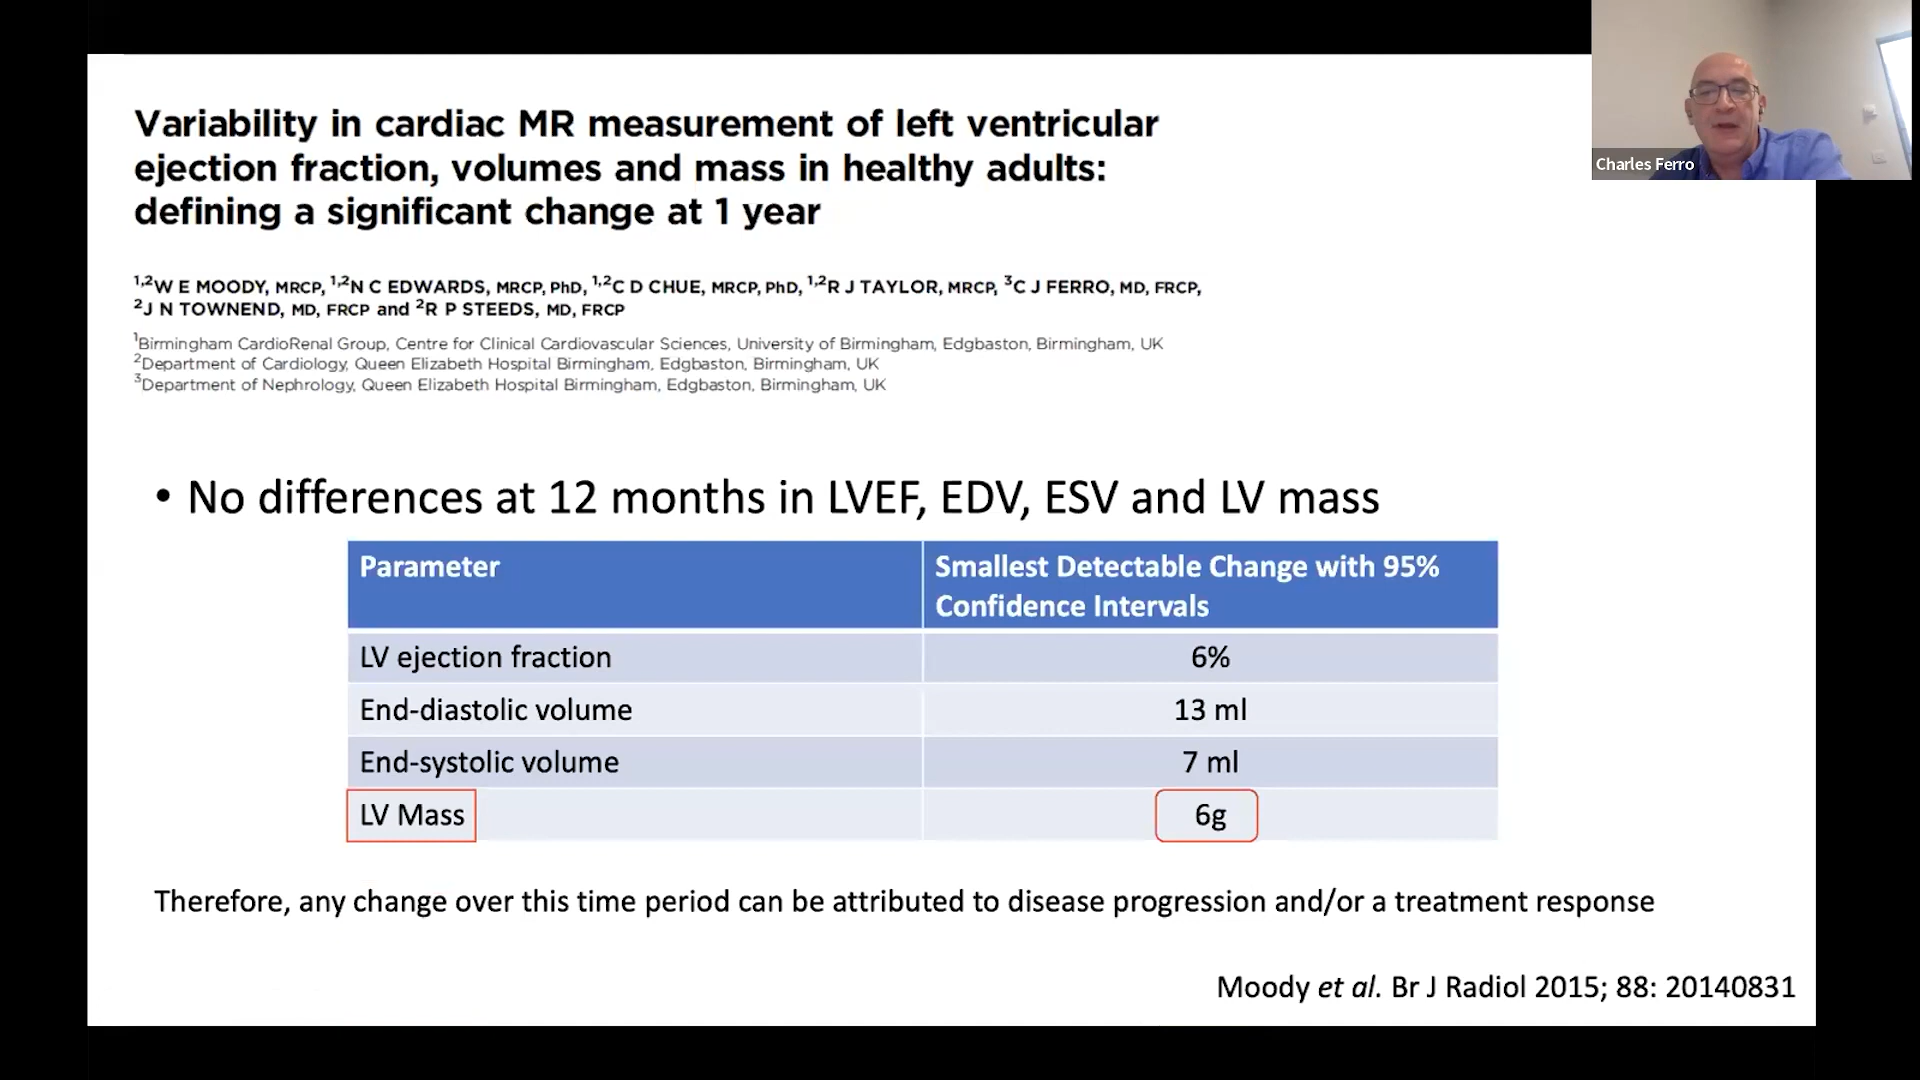 Variability in cardiac MR measurement of left ventricular
ejection fraction, volumes and mass in healthy adults:
defining a significant change at 1 year
Charles Ferro
1,2W E MOODY, MRCP, 1,2N C EDWARDS, MRCP, PhD, 1,2C D CHUE, MRCP, PhD, 1,2R J TAYLOR, MRCP, 3C J FERRO, MD, FRCP,
2J N TOWNEND, MD, FRCP and 2R P STEEDS, MD, FRCP
1Birmingham CardioRenal Group, Centre for Clinical Cardiovascular Sciences, University of Birmingham, Edgbaston, Birmingham, UK
2Department of Cardiology, Queen Elizabeth Hospital Birmingham, Edgbaston, Birmingham, UK
3Department of Nephrology, Queen Elizabeth Hospital Birmingham, Edgbaston, Birmingham, UK
• No differences at 12 months in LVEF, EDV, ESV and LV mass
Parameter
Smallest Detectable Change with 95%
Confidence Intervals
LV ejection fraction 6%
End-diastolic volume 13 ml
End-systolic volume 7 ml
LV Mass 6g
Therefore, any change over this time period can be attributed to disease progression and/or a treatment response
Moody et al. Br J Radiol 2015; 88: 20140831